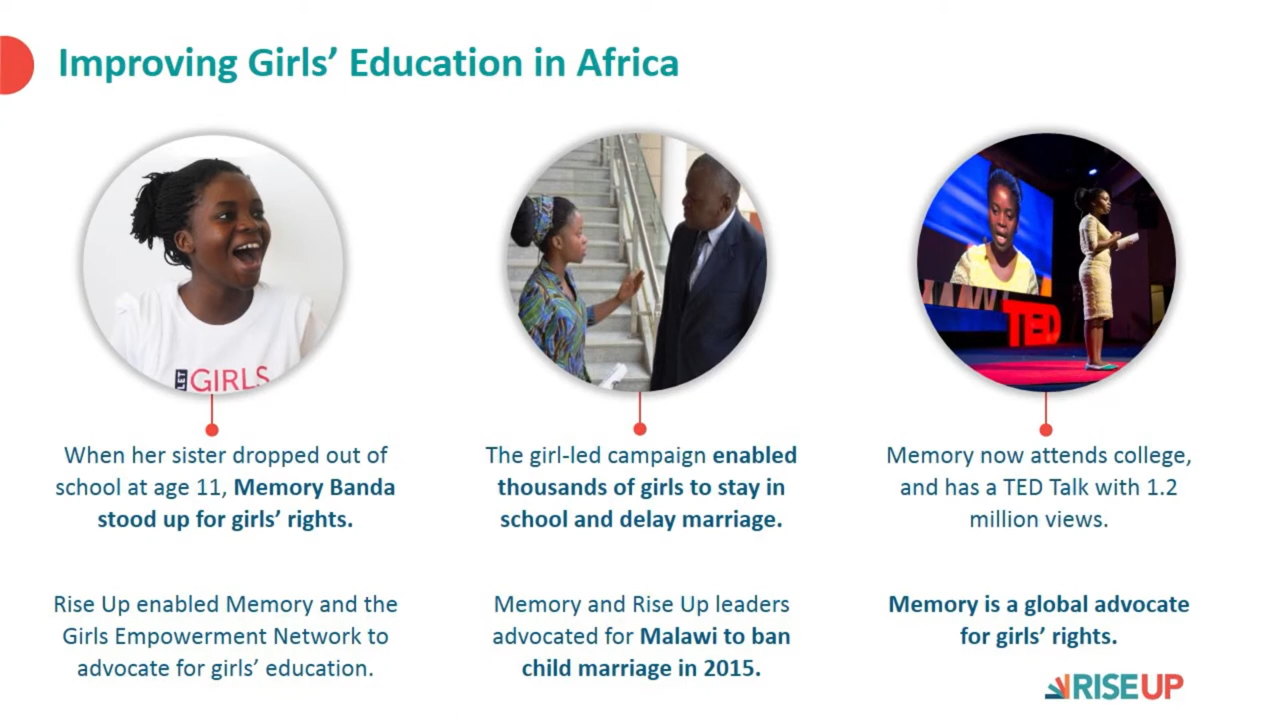 Improving Girls’ Education in Africa
LET GIRLS
TED
When her sister dropped out of
school at age 11, Memory Banda
stood up for girls’ rights.
Rise Up enabled Memory and the
Girls Empowerment Network to
advocate for girls’ education.
The girl-led campaign enabled
thousands of girls to stay in
school and delay marriage.
Memory and Rise Up leaders
advocated for Malawi to ban
child marriage in 2015.
Memory now attends college,
and has a TED Talk with 1.2
million views.
Memory is a global advocate
for girls’ rights.
RISE UP